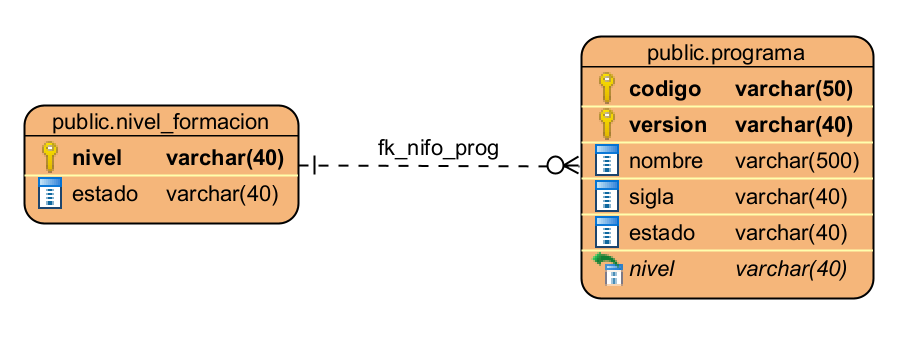 public.nivel_formacion
nivel varchar(40)
estado varchar(40)
fk_nifo_prog
public.programa
codigo varchar(50)
version varchar(40)
nombre varchar(500)
sigla varchar(40)
estado varchar(40)
nivel varchar(40)